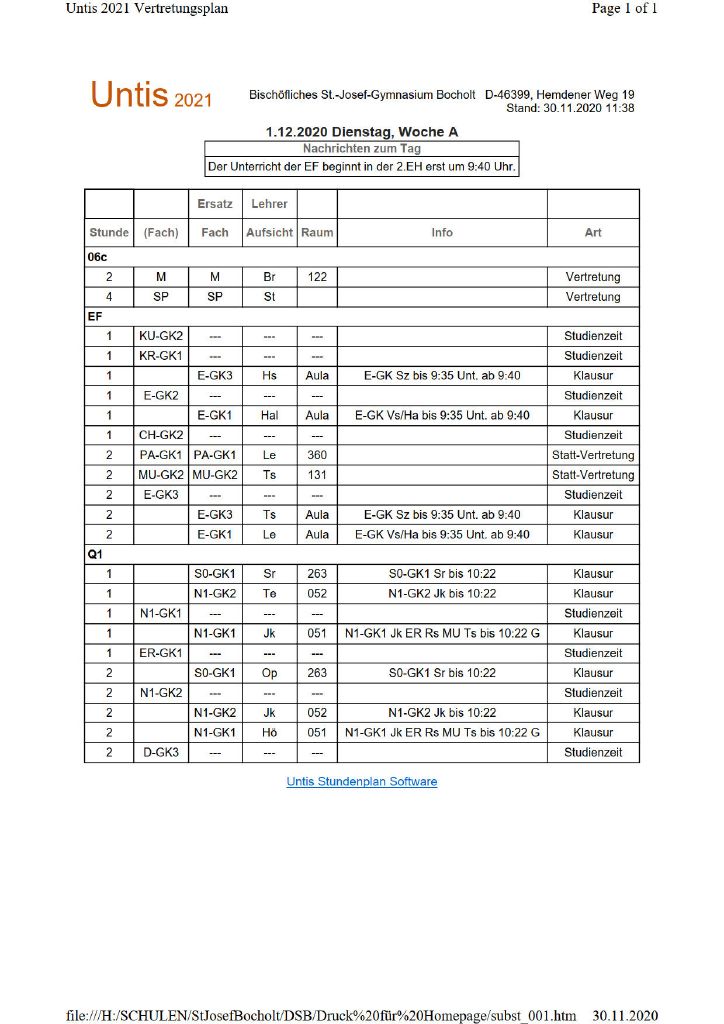 Untis 2021 Vertretungsplan Page 1 of 1
Untis 2021 Bischöfliches St.-Josef-Gymnasium Bocholt D-46399, Hemdener Weg 19
Stand: 30.11.2020 11:38
1.12.2020 Dienstag, Woche A
Nachrichten zum Tag
Der Unterricht der EF beginnt in der 2.EH erst um 9:40 Uhr.
Ersatz Lehrer
Stunde (Fach) Fach Aufsicht Raum Info Art
06c
2 M M Br 122 Vertretung
4 SP SP St Vertretung
EF
1 KU-GK2 --- --- --- Studienzeit
1 KR-GK1 --- --- --- Studienzeit
1 E-GK3 Hs Aula E-GK Sz bis 9:35 Unt. ab 9:40 Klausur
1 E-GK2 --- --- --- Studienzeit
1 E-GK1 Hal Aula E-GK Vs/Ha bis 9:35 Unt. ab 9:40 Klausur
1 CH-GK2 --- --- --- Studienzeit
2 PA-GK1 PA-GK1 Le 360 Statt-Vertretung
2 MU-GK2 MU-GK2 Ts 131 Statt-Vertretung
2 E-GK3 --- --- --- Studienzeit
2 E-GK3 Ts Aula E-GK Sz bis 9:35 Unt. ab 9:40 Klausur
2 E-GK1 Le Aula E-GK Vs/Ha bis 9:35 Unt. ab 9:40 Klausur
Q1
1 S0-GK1 Sr 263 S0-GK1 Sr bis 10:22 Klausur
1 N1-GK2 Te 052 N1-GK2 Jk bis 10:22 Klausur
1 N1-GK1 --- --- --- Studienzeit
1 N1-GK1 Jk 051 N1-GK1 Jk ER Rs MU Ts bis 10:22 G Klausur
1 ER-GK1 --- --- --- Studienzeit
2 S0-GK1 Op 263 S0-GK1 Sr bis 10:22 Klausur
2 N1-GK2 --- --- --- Studienzeit
2 N1-GK2 Jk 052 N1-GK2 Jk bis 10:22 Klausur
2 N1-GK1 Hö 051 N1-GK1 Jk ER Rs MU Ts bis 10:22 G Klausur
2 D-GK3 --- --- --- Studienzeit
Untis Stundenplan Software
file:///H:/SCHULEN/StJosefBocholt/DSB/Druck%20für%20Homepage/subst_001.htm 30.11.2020